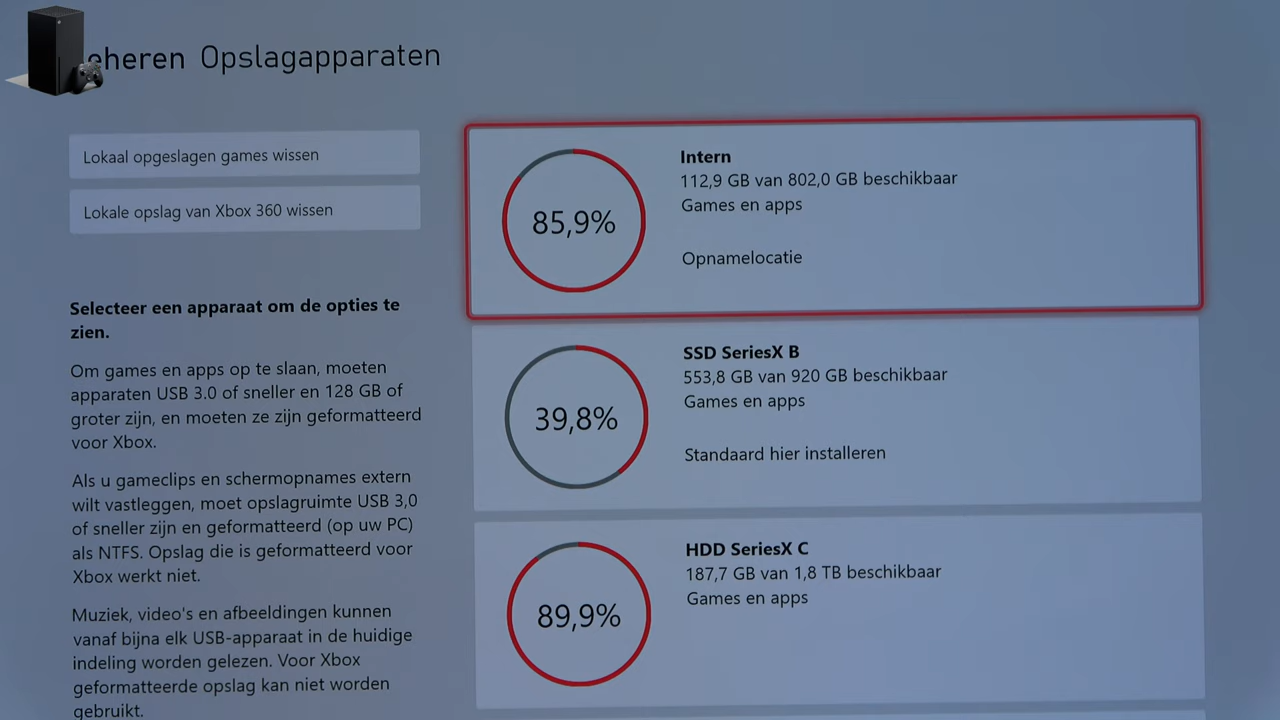 eheren Opslagapparaten
Lokaal opgeslagen games wissen
Lokale opslag van Xbox 360 wissen
Selecteer een apparaat om de opties te
zien.
Om games en apps op te slaan, moeten
apparaten USB 3.0 of sneller en 128 GB of
groter zijn, en moeten ze zijn geformatteerd
voor Xbox.
Als u gameclips en schermopnames extern
wilt vastleggen, moet opslagruimte USB 3,0
of sneller zijn en geformatteerd (op uw PC)
als NTFS. Opslag die is geformatteerd voor
Xbox werkt niet.
Muziek, video's en afbeeldingen kunnen
vanaf bijna elk USB-apparaat in de huidige
indeling worden gelezen. Voor Xbox
geformatteerde opslag kan niet worden
gebruikt.
85,9%
Intern
112,9 GB van 802,0 GB beschikbaar
Games en apps
Opnamelocatie
39,8%
SSD SeriesX B
553,8 GB van 920 GB beschikbaar
Games en apps
Standaard hier installeren
89,9%
HDD SeriesX C
187,7 GB van 1,8 TB beschikbaar
Games en apps